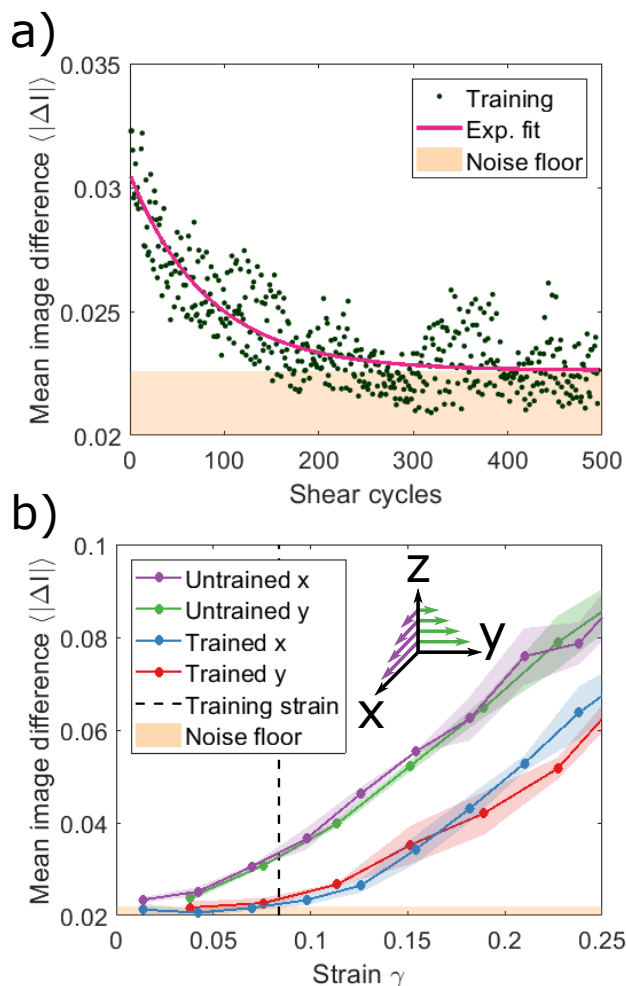 a)
0.035
0.03
0.025
0.02
Mean image difference ⟨|ΔI|⟩
Training
Exp. fit
Noise floor
0 100 200 300 400 500
Shear cycles
b)
0.1
0.08
0.06
0.04
0.02
Mean image difference ⟨|ΔI|⟩
Untrained x
Untrained y
Trained x
Trained y
Training strain
Noise floor
z
y
x
0 0.05 0.1 0.15 0.2 0.25
Strain γ